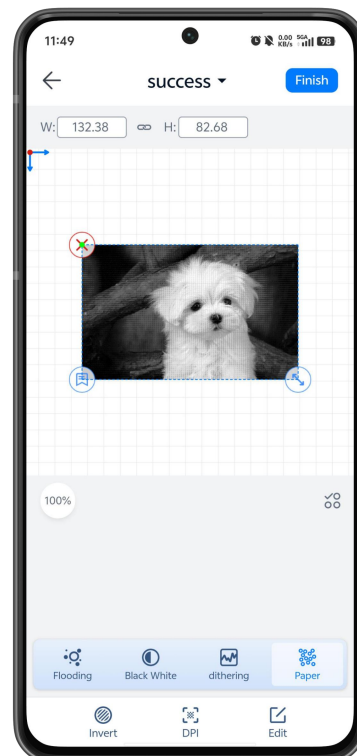 11:49
0.00 KB/s 5GA 98
success
Finish
W: 132.38 H: 82.68
100%
Flooding Black White dithering Paper
Invert DPI Edit